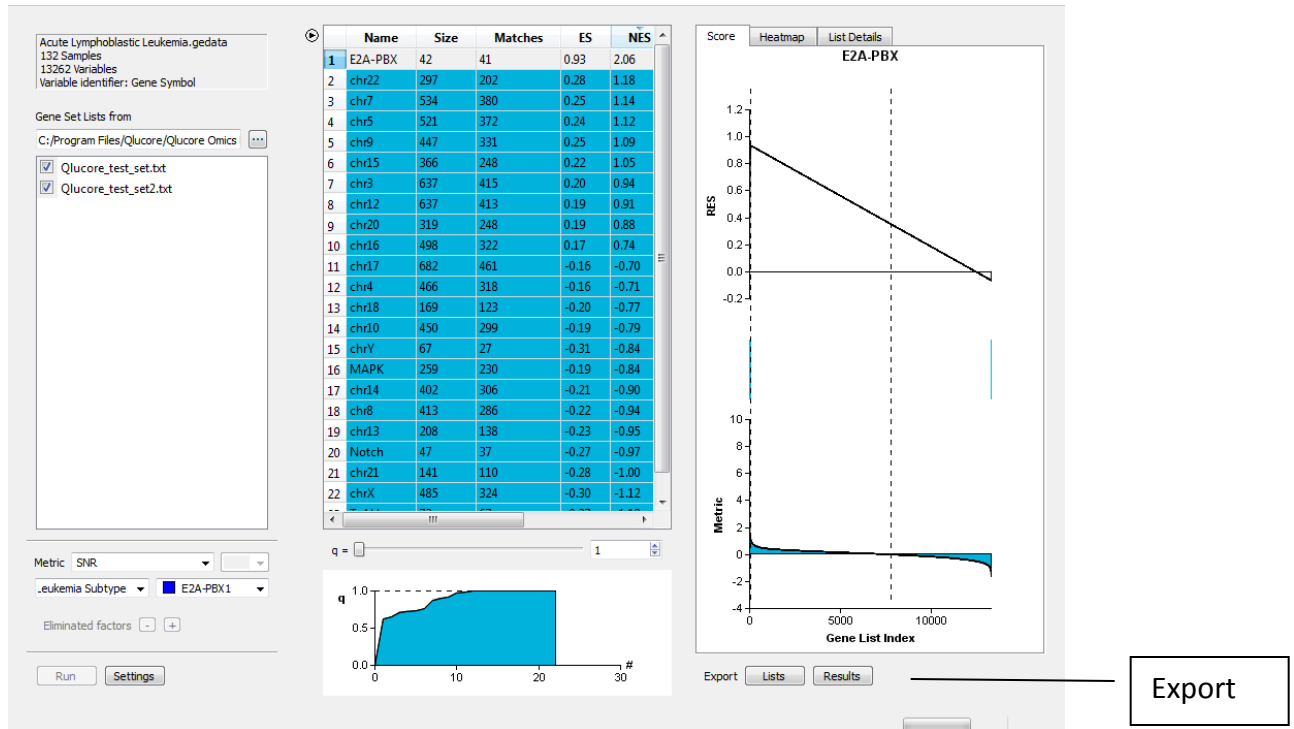 Acute Lymphoblastic Leukemia.gedata
132 Samples
13262 Variables
Variable identifier: Gene Symbol
Gene Set Lists from
C:/Program Files/Qlucore/Qlucore Omics
Qlucore_test_set.txt
Qlucore_test_set2.txt
Metric SNR
.eukemia Subtype E2A-PBX1
Eliminated factors - +
Run Settings
Name Size Matches ES NES
1 E2A-PBX 42 41 0.93 2.06
2 chr22 297 202 0.28 1.18
3 chr7 534 380 0.25 1.14
4 chr5 521 372 0.24 1.12
5 chr9 447 331 0.25 1.09
6 chr15 366 248 0.22 1.05
7 chr3 637 415 0.20 0.94
8 chr12 637 413 0.19 0.91
9 chr20 319 248 0.19 0.88
10 chr16 498 322 0.17 0.74
11 chr17 682 461 -0.16 -0.70
12 chr4 466 318 -0.16 -0.71
13 chr18 169 123 -0.20 -0.77
14 chr10 450 299 -0.19 -0.79
15 chrY 67 27 -0.31 -0.84
16 MAPK 259 230 -0.19 -0.84
17 chr14 402 306 -0.21 -0.90
18 chr8 413 286 -0.22 -0.94
19 chr13 208 138 -0.23 -0.95
20 Notch 47 37 -0.27 -0.97
21 chr21 141 110 -0.28 -1.00
22 chrX 485 324 -0.30 -1.12
q = 1
q
1.0
0.5
0.0
0 10 20 30
#
Score Heatmap List Details
E2A-PBX
RES
1.2
1.0
0.8
0.6
0.4
0.2
0.0
-0.2
Metric
10
8
6
4
2
0
-2
-4
0 5000 10000
Gene List Index
Export Lists Results
Export